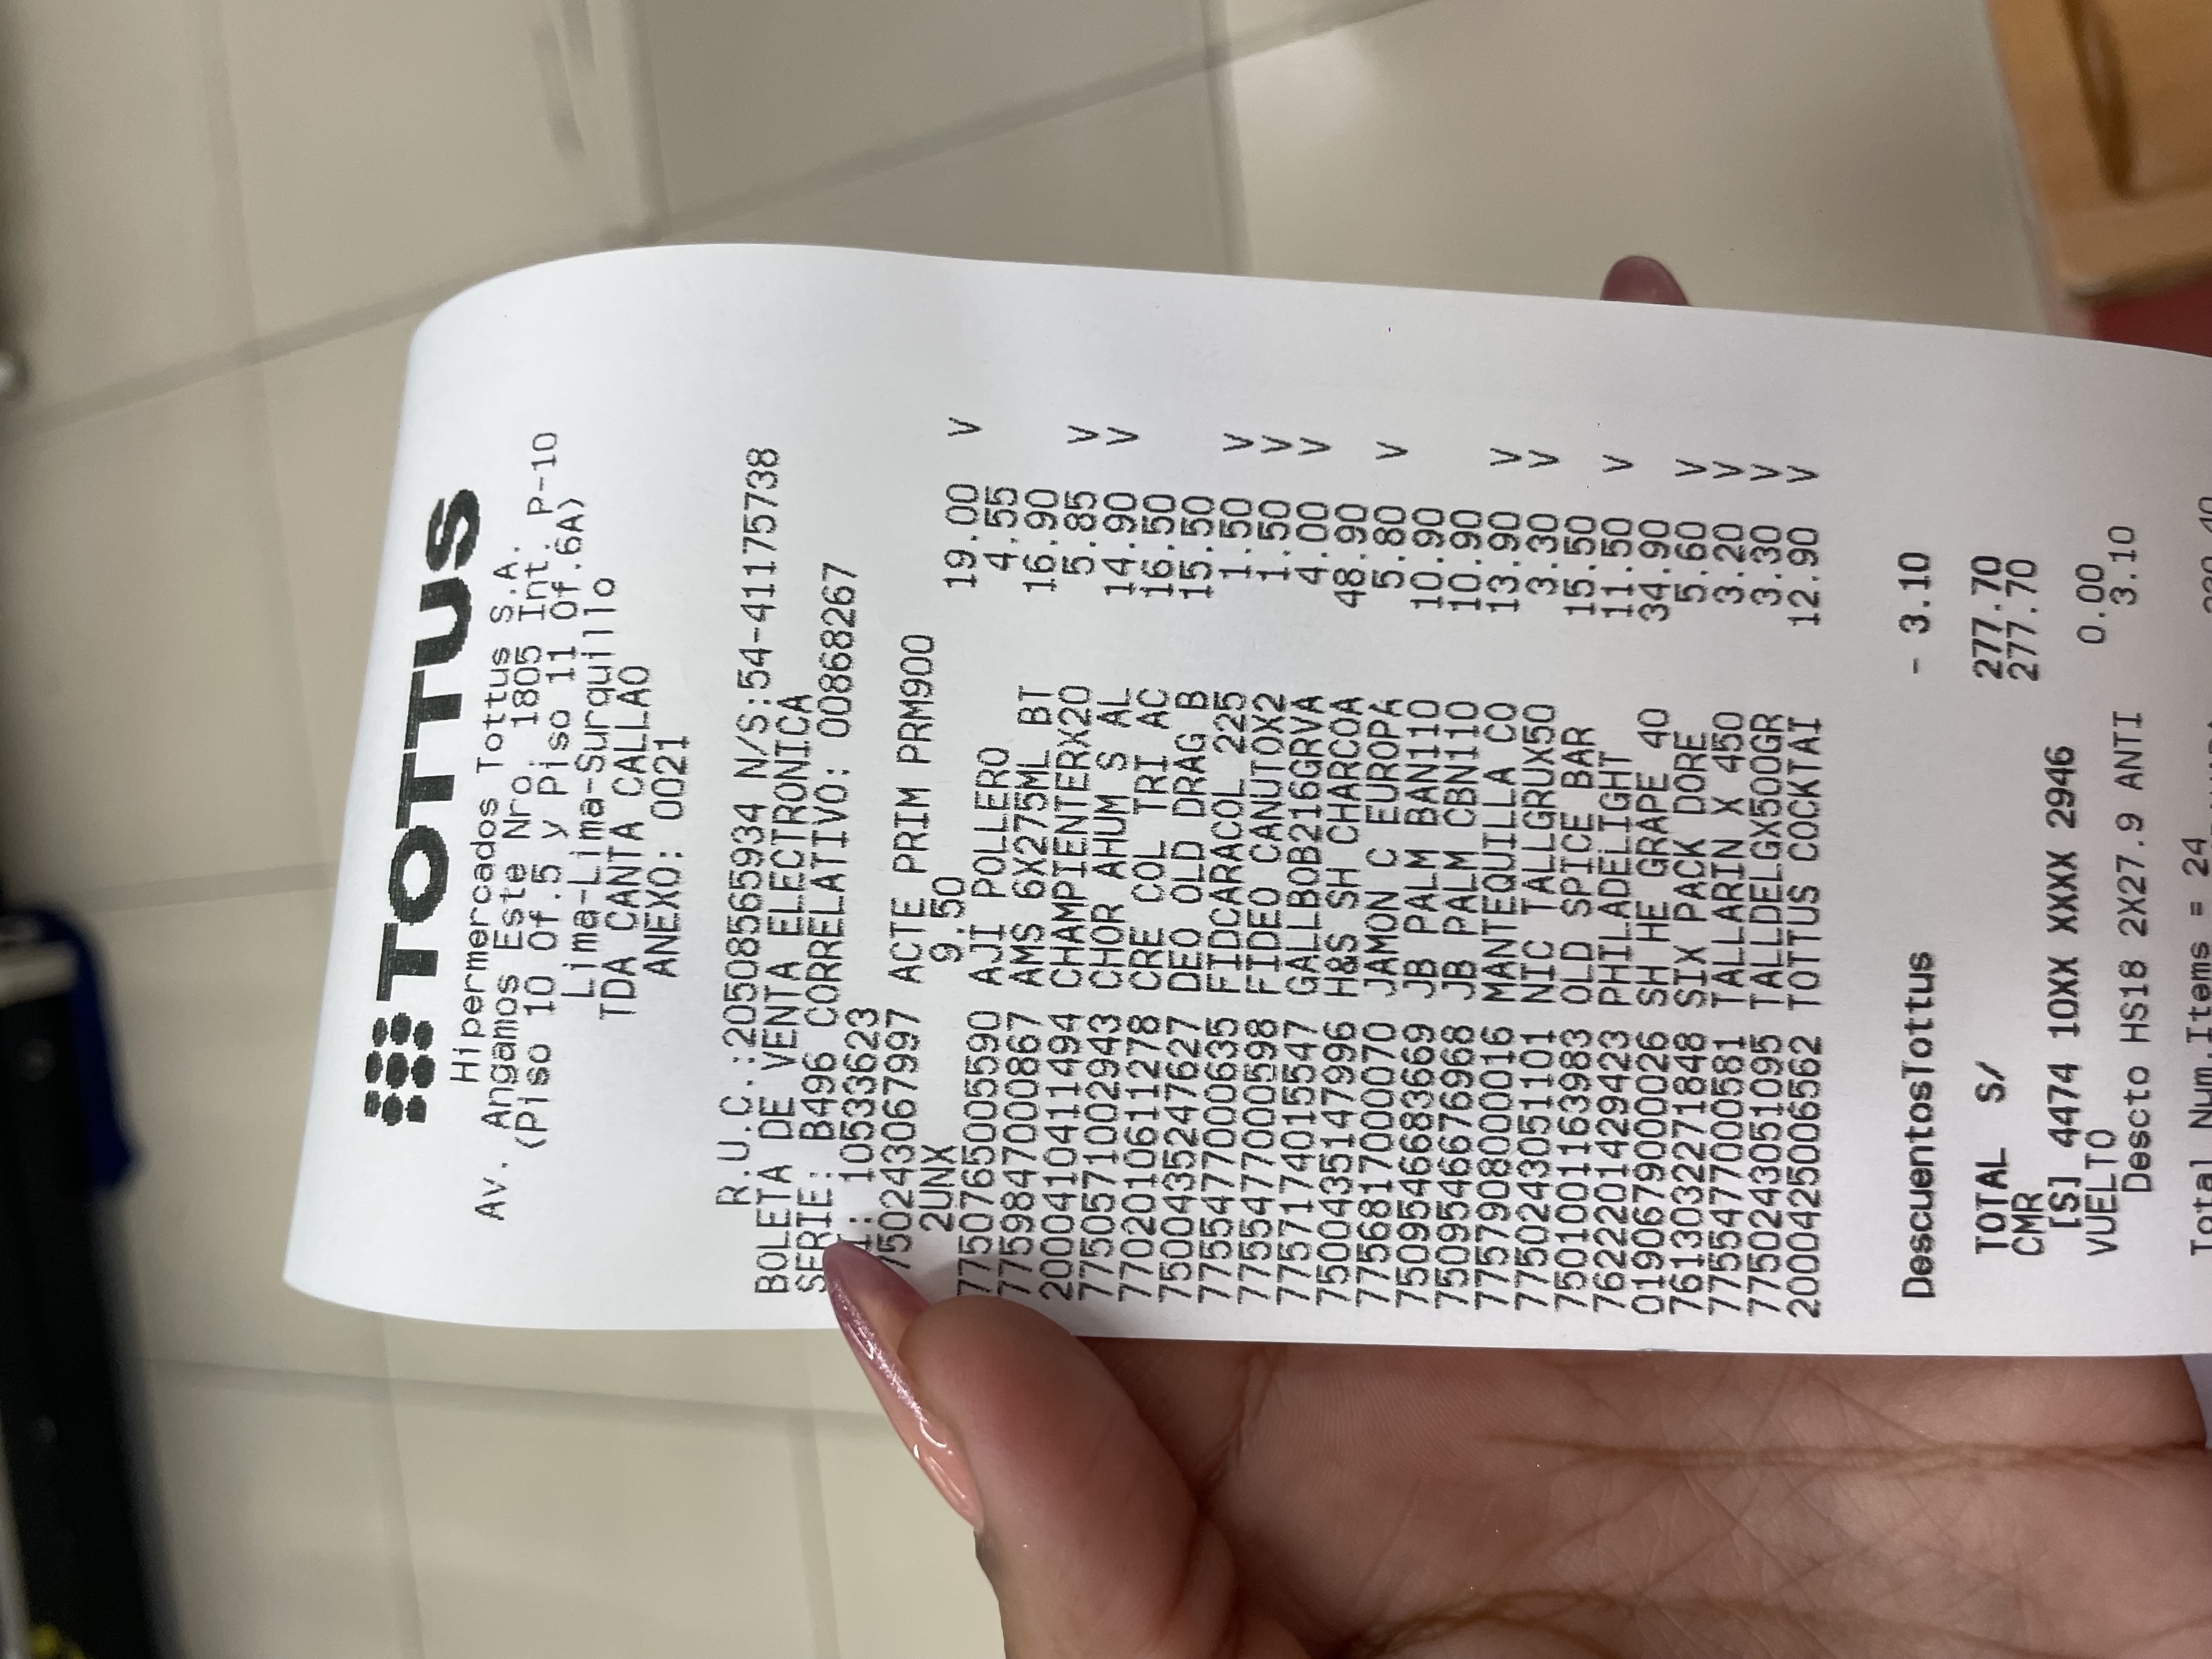 TOTTUS
Hipermercados Tottus S.A.
Av. Angamos Este Nro. 1805 Int. P-10
(Piso 10 Of.5 y Piso 11 Of.6A)
Lima-Lima-Surquillo
TDA CANTA CALLAO
ANEXO: 0021
R.U.C.:20508565934 N/S:54-41175738
BOLETA DE VENTA ELECTRONICA
SERIE: B496 CORRELATIVO: 00868267
I: 10533623
7750243067997 ACTE PRIM PRM900
2UNX 9.50 19.00 V
7750765005590 AJI POLLERO 4.55
7759847000867 AMS 6X275ML BT 16.90
2000410411494 CHAMPIENTERX20 5.85 V
7750571002943 CHOR AHUM S AL 14.90 V
7702010611278 CRE COL TRI AC 16.50
7500435247627 DEO OLD DRAG B 15.50
7755477000635 FIDCARACOL 225 1.50 V
7755477000598 FIDEO CANUTOX2 1.50 V
7757174015547 GALLBOB216GRVA 4.00 V
7500435147996 H&S SH CHARCOA 48.90
7756817000070 JAMON C EUROPA 5.80 V
7509546683669 JB PALM BAN110 10.90
7509546676968 JB PALM CBN110 10.90
7757908000016 MANTEQUILLA CO 13.90 V
7750243051101 NIC TALLGRUX50 3.30 V
7501001163983 OLD SPICE BAR 15.50
7622201429423 PHILADELIGHT 11.50 V
0190679000026 SH HE GRAPE 40 34.90
7613032271848 SIX PACK DORE 5.60 V
7755477000581 TALLARIN X 450 3.20 V
7750243051095 TALLDELGX500GR 3.30 V
2000425006562 TOTTUS COCKTAI 12.90 V
DescuentosTottus - 3.10
TOTAL S/ 277.70
CMR 277.70
[S] 4474 10XX XXXX 2946
VUELTO 0.00
Descto HS18 2X27.9 ANTI 3.10
Total Num.Items = 24